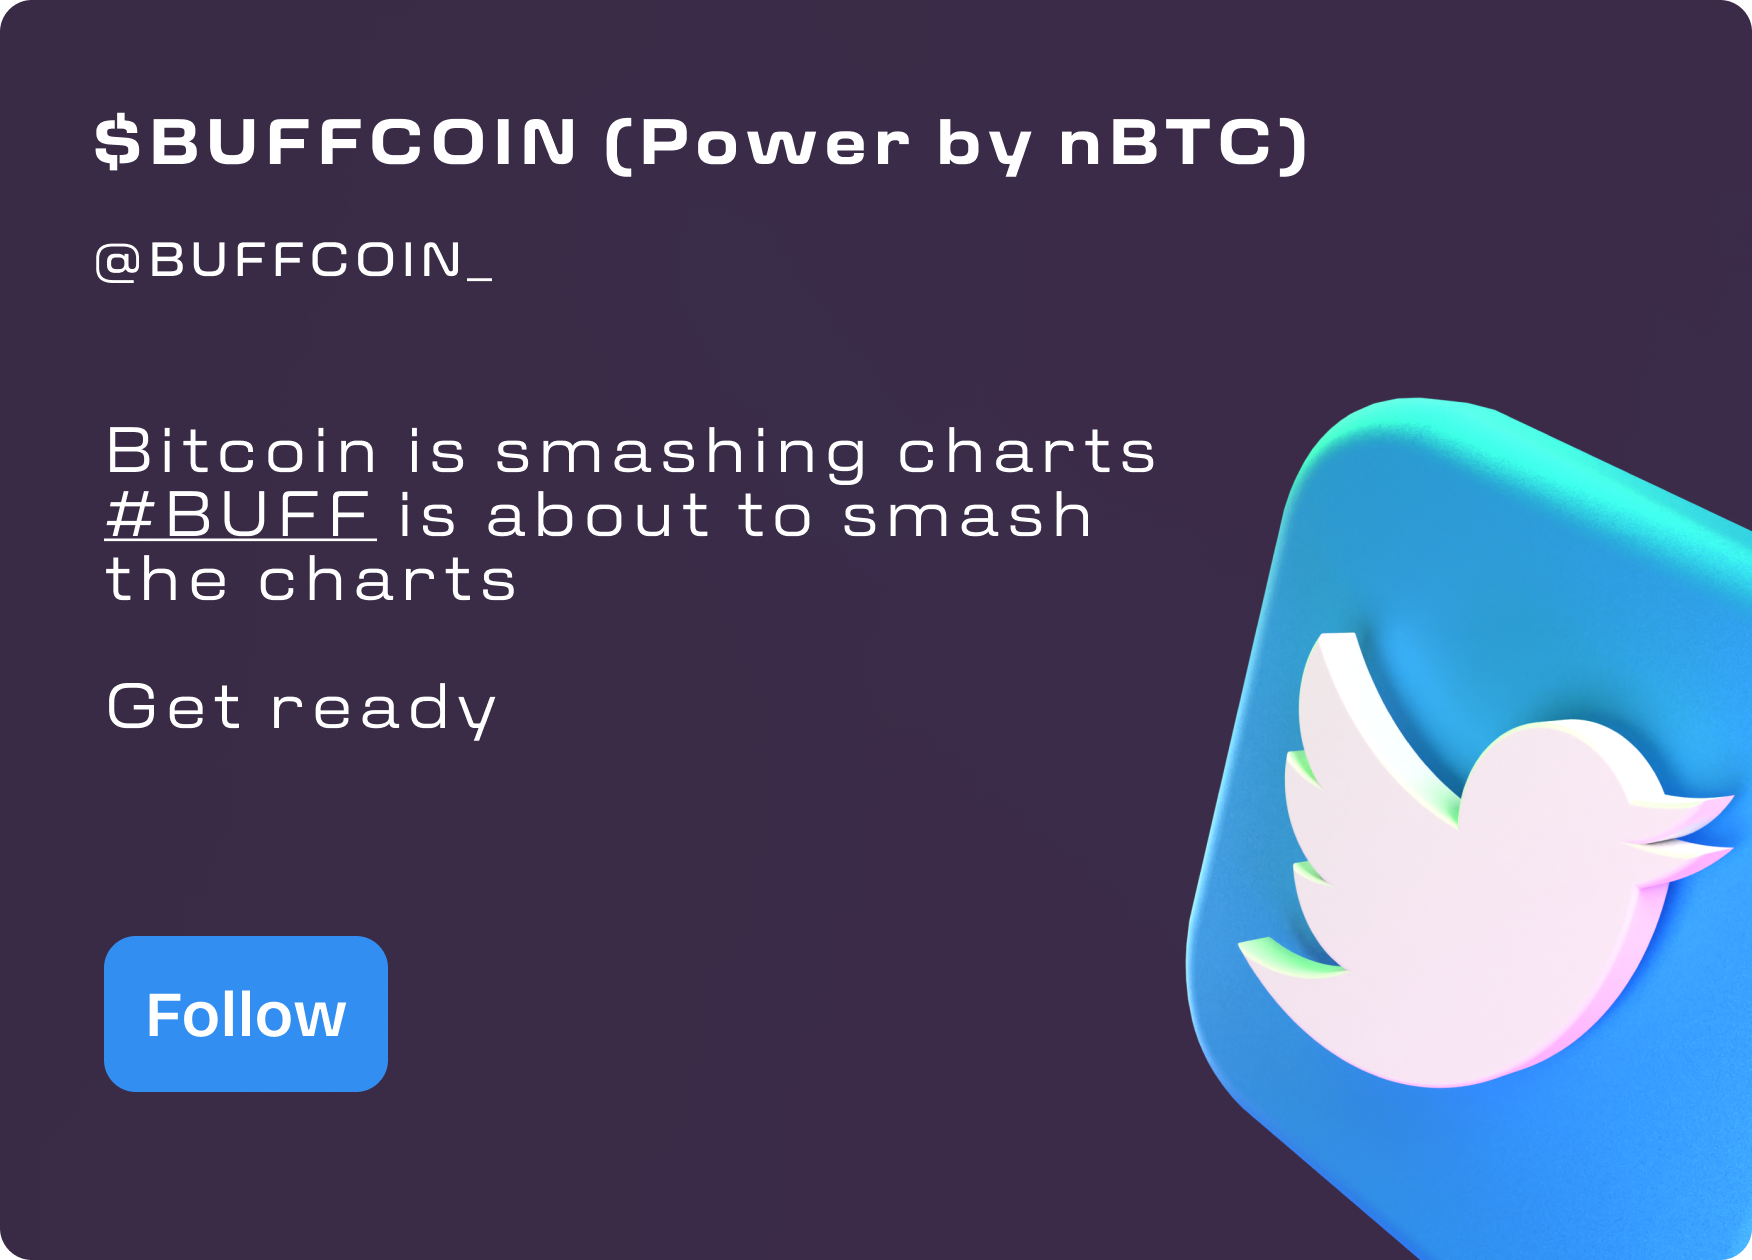 $BUFFCOIN (Power by nBTC)
@BUFFCOIN_
Bitcoin is smashing charts
#BUFF is about to smash
the charts
Get ready
Follow